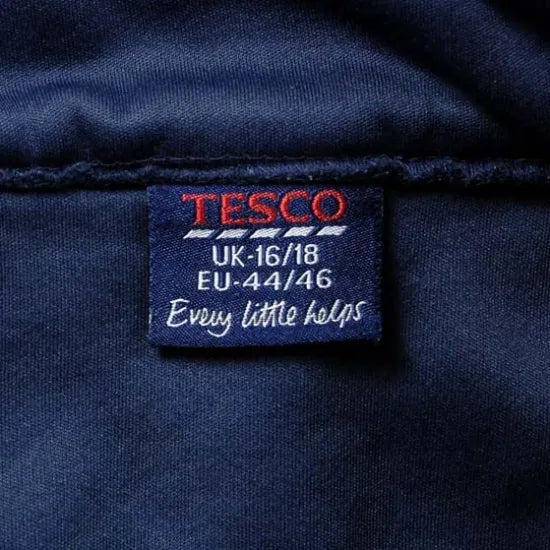 TESCO
UK-16/18
EU-44/46
Every little helps